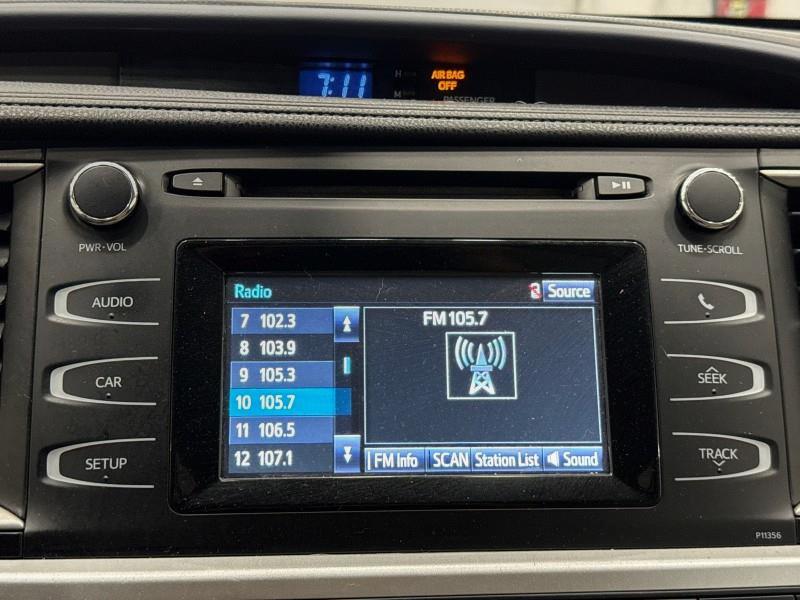 7:11
H
AIR BAG
OFF
M
PASSENGER
PWR·VOL
TUNE·SCROLL
AUDIO
CAR
SETUP
SEEK
TRACK
Radio
Source
7 102.3
8 103.9
9 105.3
10 105.7
11 106.5
12 107.1
FM 105.7
FM Info
SCAN
Station List
Sound
P11356